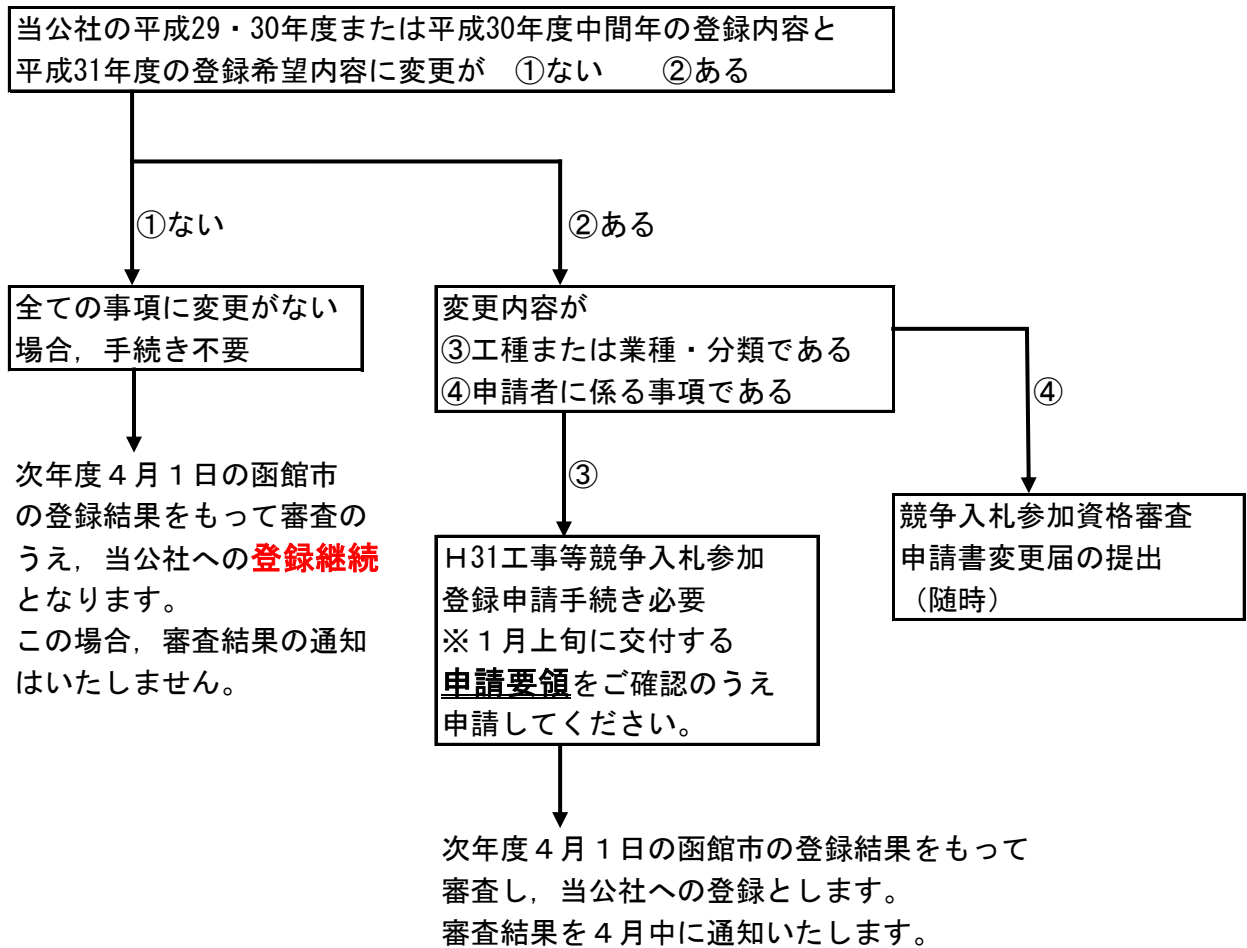 当公社の平成29・30年度または平成30年度中間年の登録内容と
平成31年度の登録希望内容に変更が　①ない　　②ある
①ない
②ある
全ての事項に変更がない
場合，手続き不要
次年度４月１日の函館市
の登録結果をもって審査の
うえ，当公社への登録継続
となります。
この場合，審査結果の通知
はいたしません。
変更内容が
③工種または業種・分類である
④申請者に係る事項である
③
④
Ｈ31工事等競争入札参加
登録申請手続き必要
※１月上旬に交付する
申請要領をご確認のうえ
申請してください。
競争入札参加資格審査
申請書変更届の提出
（随時）
次年度４月１日の函館市の登録結果をもって
審査し，当公社への登録とします。
審査結果を４月中に通知いたします。